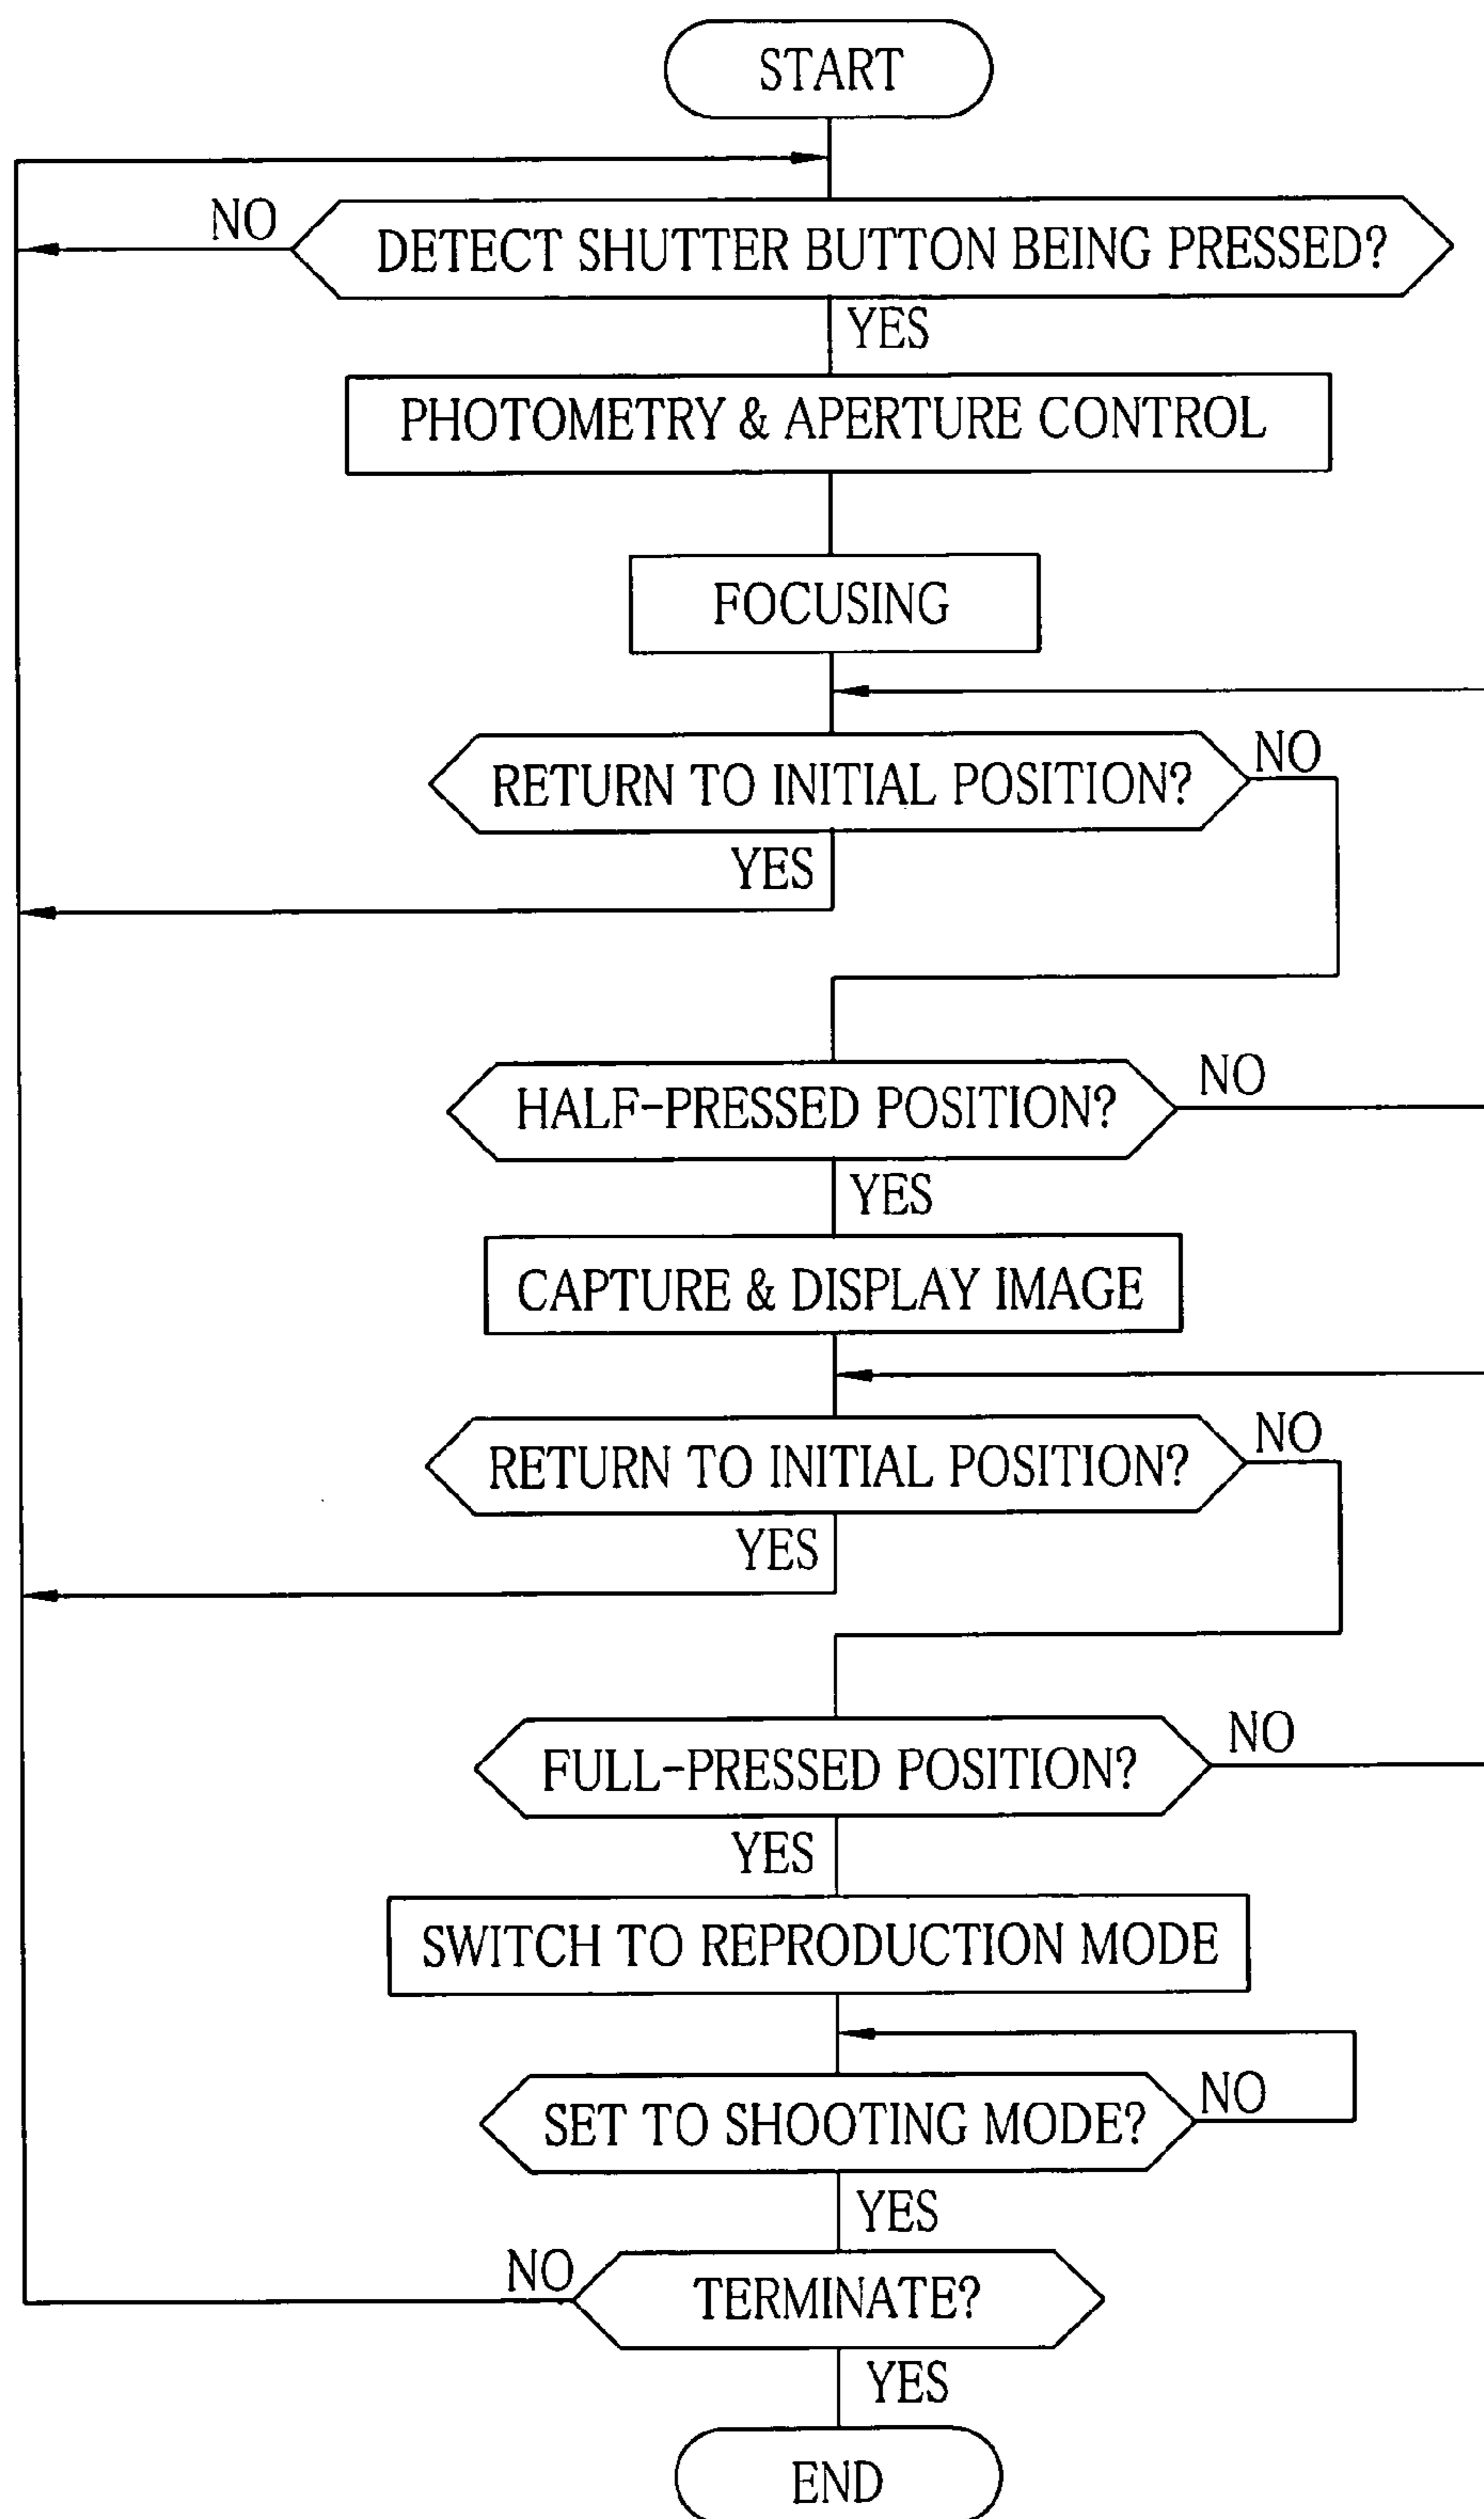 START
NO
DETECT SHUTTER BUTTON BEING PRESSED?
YES
PHOTOMETRY & APERTURE CONTROL
FOCUSING
RETURN TO INITIAL POSITION?
NO
YES
HALF-PRESSED POSITION?
NO
YES
CAPTURE & DISPLAY IMAGE
RETURN TO INITIAL POSITION?
NO
YES
FULL-PRESSED POSITION?
NO
YES
SWITCH TO REPRODUCTION MODE
SET TO SHOOTING MODE?
NO
YES
NO
TERMINATE?
YES
END